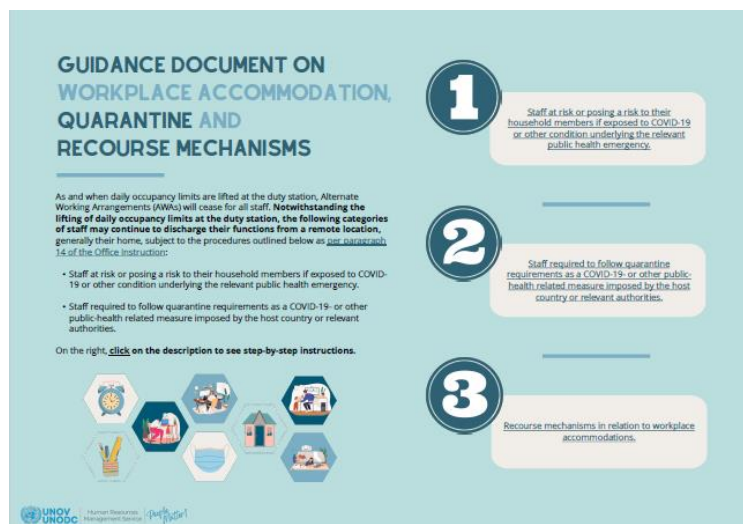 GUIDANCE DOCUMENT ON
WORKPLACE ACCOMMODATION,
QUARANTINE AND
RECOURSE MECHANISMS
As and when daily occupancy limits are lifted at the duty station, Alternate
Working Arrangements (AWAs) will cease for all staff. Notwithstanding the
lifting of daily occupancy limits at the duty station, the following categories
of staff may continue to discharge their functions from a remote location,
generally their home, subject to the procedures outlined below as per paragraph
14 of the Office Instruction:
• Staff at risk or posing a risk to their household members if exposed to COVID-
19 or other condition underlying the relevant public health emergency.
• Staff required to follow quarantine requirements as a COVID-19- or other
public-health related measure imposed by the host country or relevant
authorities.
On the right, click on the description to see step-by-step instructions.
1
Staff at risk or posing a risk to their
household members if exposed to COVID-19
or other condition underlying the relevant
public health emergency.
2
Staff required to follow quarantine
requirements as a COVID-19- or other public-
health related measure imposed by the host
country or relevant authorities.
3
Recourse mechanisms in relation to workplace
accommodations.
UNOV
UNODC
Human Resources
Management Service
People Matter!